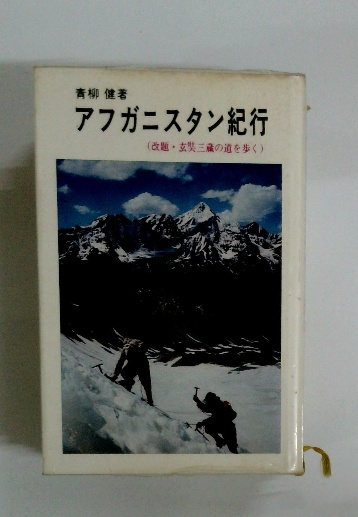 青柳 健著
アフガニスタン紀行
(改題・玄奘三蔵の道を歩く)